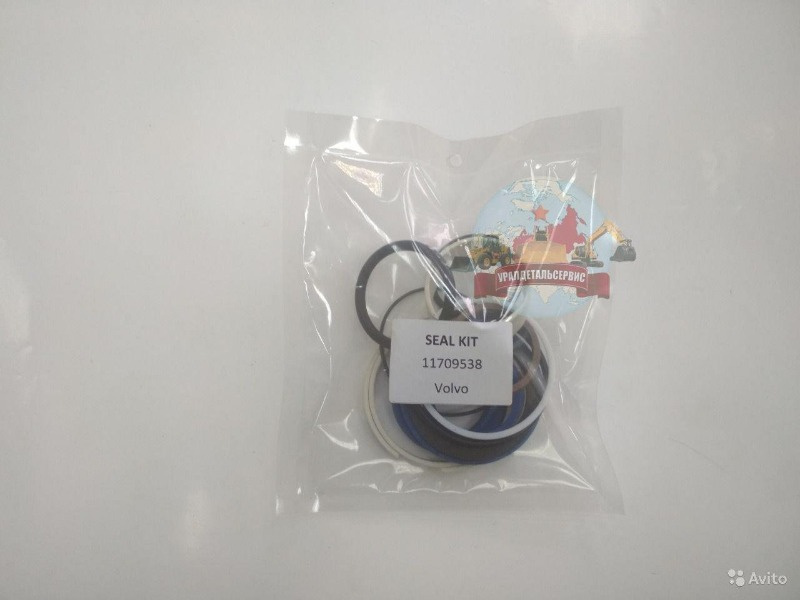 УРАЛДЕТАЛЬСЕРВИС
SEAL KIT
11709538
Volvo
Avito